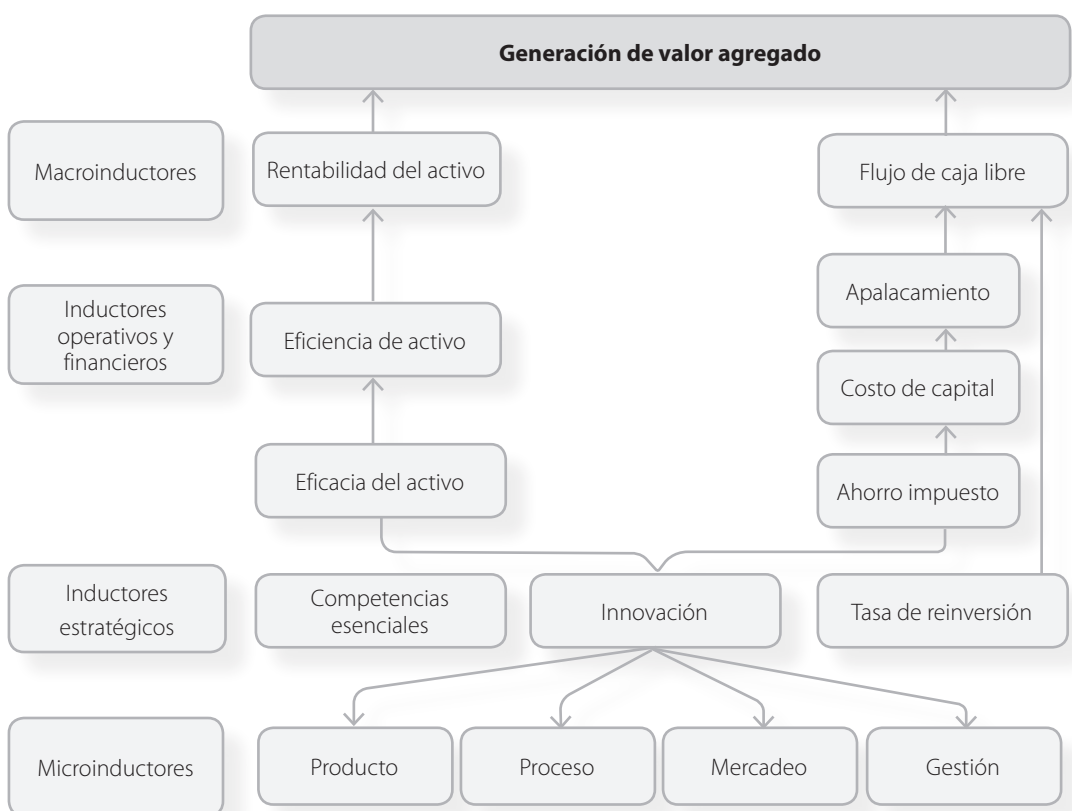 Generación de valor agregado
Macroinductores
Rentabilidad del activo
Flujo de caja libre
Inductores
operativos y
financieros
Eficiencia de activo
Apalacamiento
Costo de capital
Eficacia del activo
Ahorro impuesto
Inductores
estratégicos
Competencias
esenciales
Innovación
Tasa de reinversión
Microinductores
Producto
Proceso
Mercadeo
Gestión